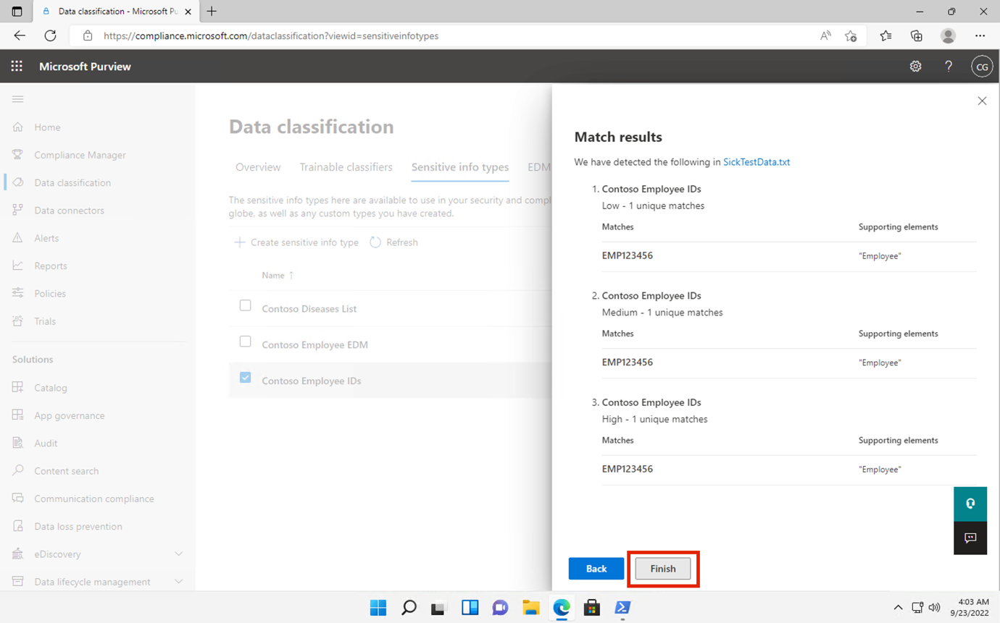 Data classification - Microsoft Pu
https://compliance.microsoft.com/dataclassification?viewid=sensitiveinfotypes
Microsoft Purview
CG
Home
Compliance Manager
Data classification
Data connectors
Alerts
Reports
Policies
Trials
Solutions
Catalog
App governance
Audit
Content search
Communication compliance
Data loss prevention
eDiscovery
Data lifecycle management
Data classification
Overview Trainable classifiers Sensitive info types EDM
The sensitive info types here are available to use in your security and compl
globe, as well as any custom types you have created.
Create sensitive info type Refresh
Name ↑
Contoso Diseases List
Contoso Employee EDM
Contoso Employee IDs
Match results
We have detected the following in SickTestData.txt
1. Contoso Employee IDs
Low - 1 unique matches
Matches Supporting elements
EMP123456 "Employee"
2. Contoso Employee IDs
Medium - 1 unique matches
Matches Supporting elements
EMP123456 "Employee"
3. Contoso Employee IDs
High - 1 unique matches
Matches Supporting elements
EMP123456 "Employee"
Back Finish
4:03 AM
9/23/2022